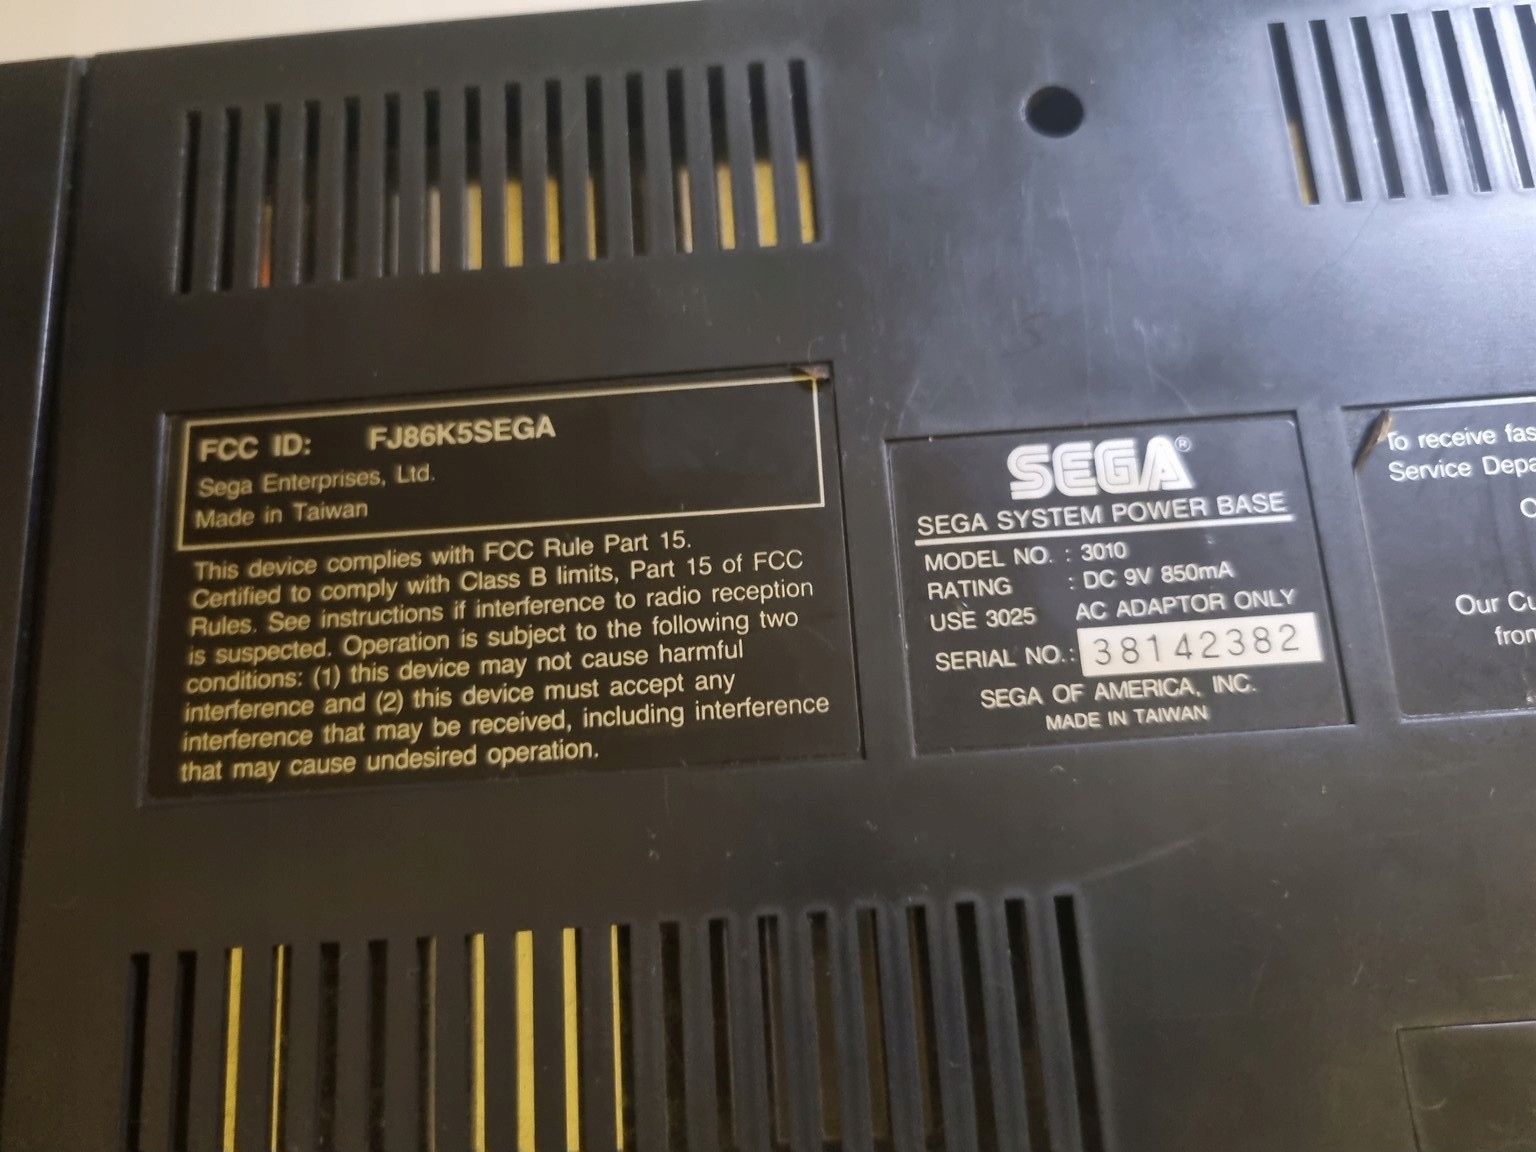 FCC ID: FJ86K5SEGA
Sega Enterprises, Ltd.
Made in Taiwan
This device complies with FCC Rule Part 15.
Certified to comply with Class B limits, Part 15 of FCC
Rules. See instructions if interference to radio reception
is suspected. Operation is subject to the following two
conditions: (1) this device may not cause harmful
interference and (2) this device must accept any
interference that may be received, including interference
that may cause undesired operation.
SEGA®
SEGA SYSTEM POWER BASE
MODEL NO. : 3010
RATING : DC 9V 850mA
USE 3025 AC ADAPTOR ONLY
SERIAL NO.: 38142382
SEGA OF AMERICA, INC.
MADE IN TAIWAN
To receive
Service
Our